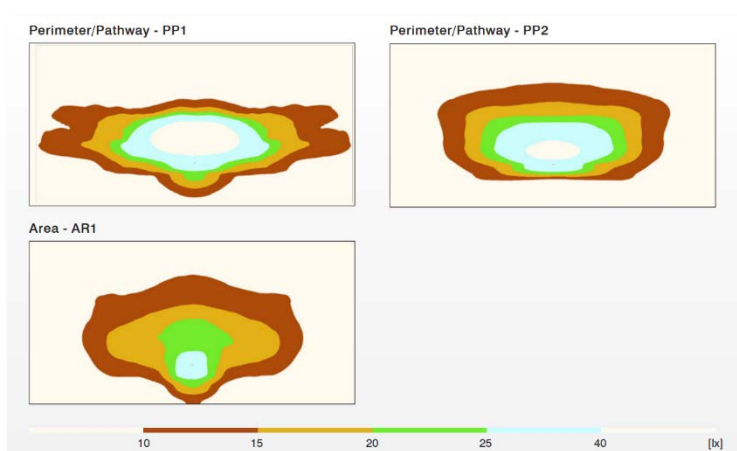 Perimeter/Pathway - PP1
Perimeter/Pathway - PP2
Area - AR1
10 15 20 25 40 [lx]